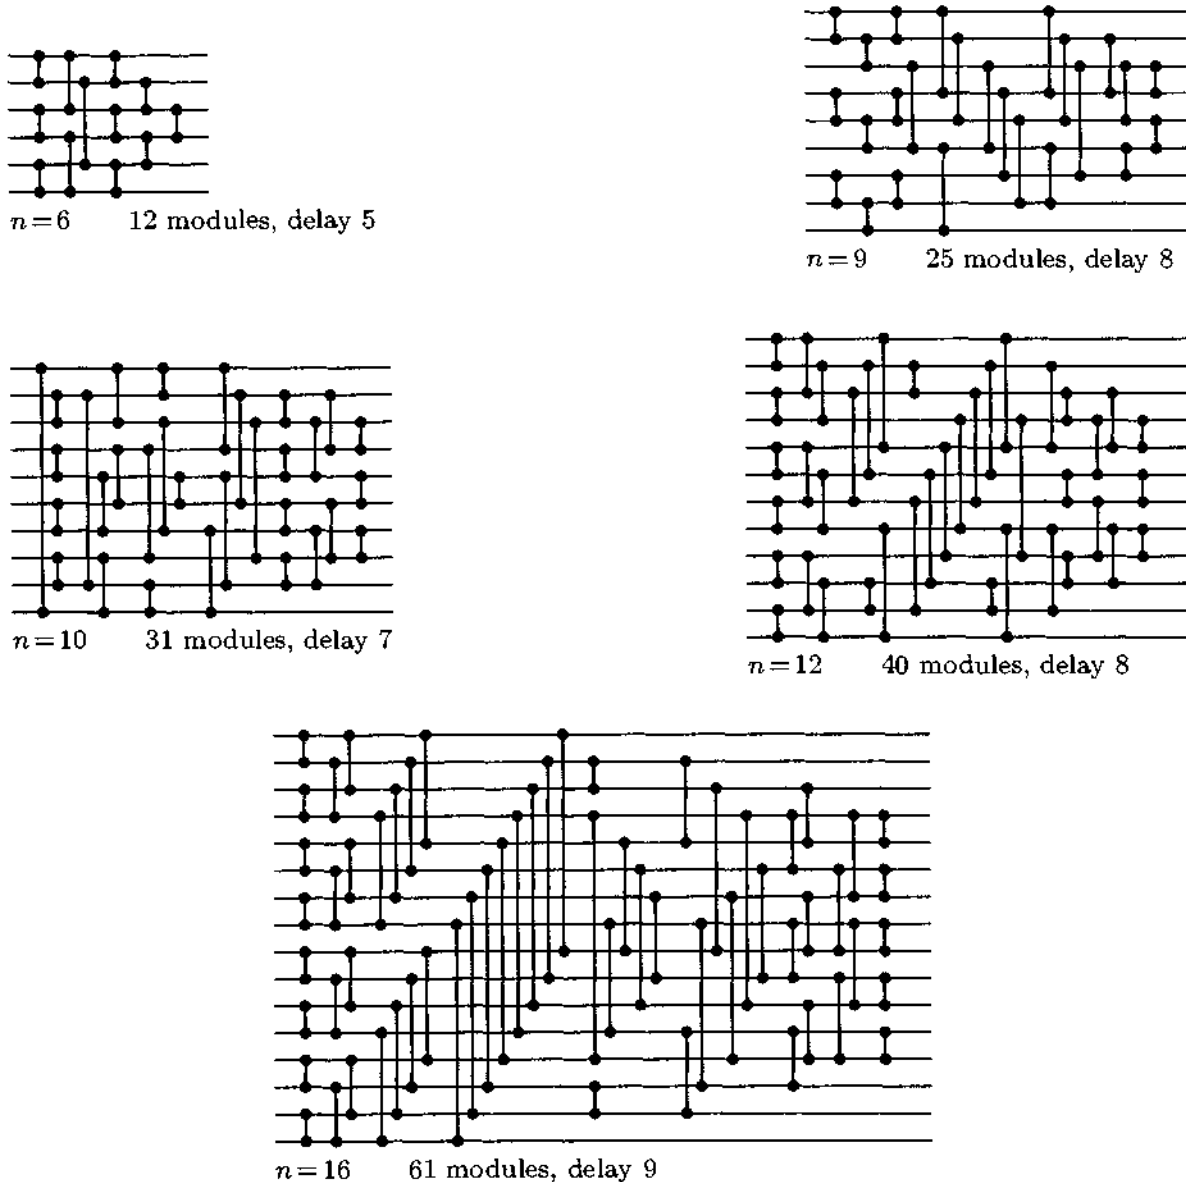 n=6 12 modules, delay 5
n=9 25 modules, delay 8
n=10 31 modules, delay 7
n=12 40 modules, delay 8
n=16 61 modules, delay 9